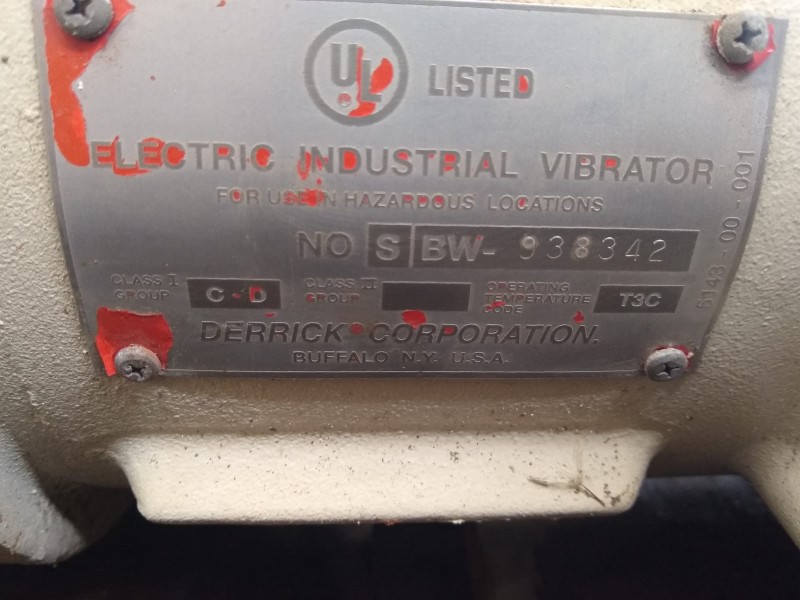 UL LISTED
ELECTRIC INDUSTRIAL VIBRATOR
FOR USE IN HAZARDOUS LOCATIONS
NO S BW- 938342
CLASS I GROUP C-D CLASS II GROUP OPERATING TEMPERATURE CODE T3C
DERRICK CORPORATION.
BUFFALO N.Y. U.S.A.
-00-001